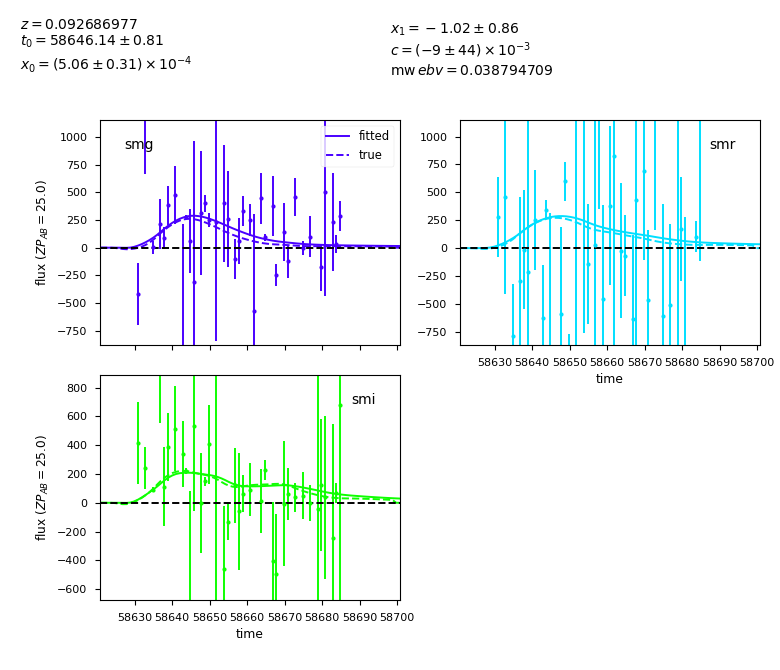 z = 0.092686977
t₀ = 58646.14 ± 0.81
x₀ = (5.06 ± 0.31) × 10⁻⁴
x₁ = −1.02 ± 0.86
c = (−9 ± 44) × 10⁻³
mw ebv = 0.038794709
smg
fitted
true
1000
750
500
250
0
−250
−500
−750
flux (ZP_AB = 25.0)
smr
1000
750
500
250
0
−250
−500
−750
58630 58640 58650 58660 58670 58680 58690 58700
time
smi
800
600
400
200
0
−200
−400
−600
flux (ZP_AB = 25.0)
58630 58640 58650 58660 58670 58680 58690 58700
time